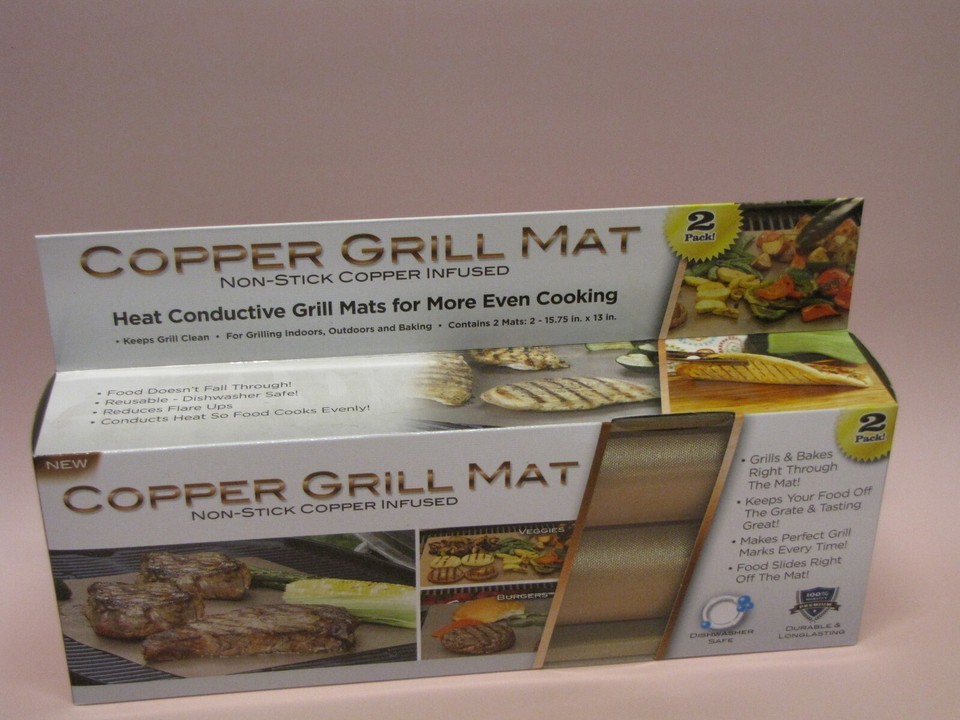 COPPER GRILL MAT
NON-STICK COPPER INFUSED
Heat Conductive Grill Mats for More Even Cooking
• Keeps Grill Clean • For Grilling Indoors, Outdoors and Baking • Contains 2 Mats: 2 - 15.75 in. x 13 in.
2
Pack!
• Food Doesn't Fall Through!
• Reusable - Dishwasher Safe!
• Reduces Flare Ups
• Conducts Heat So Food Cooks Evenly!
NEW
COPPER GRILL MAT
NON-STICK COPPER INFUSED
VEGGIES
BURGERS
2
Pack!
• Grills & Bakes
Right Through
The Mat!
• Keeps Your Food Off
The Grate & Tasting
Great!
• Makes Perfect Grill
Marks Every Time!
• Food Slides Right
Off The Mat!
DISHWASHER
SAFE
100%
PREMIUM
DURABLE &
LONGLASTING